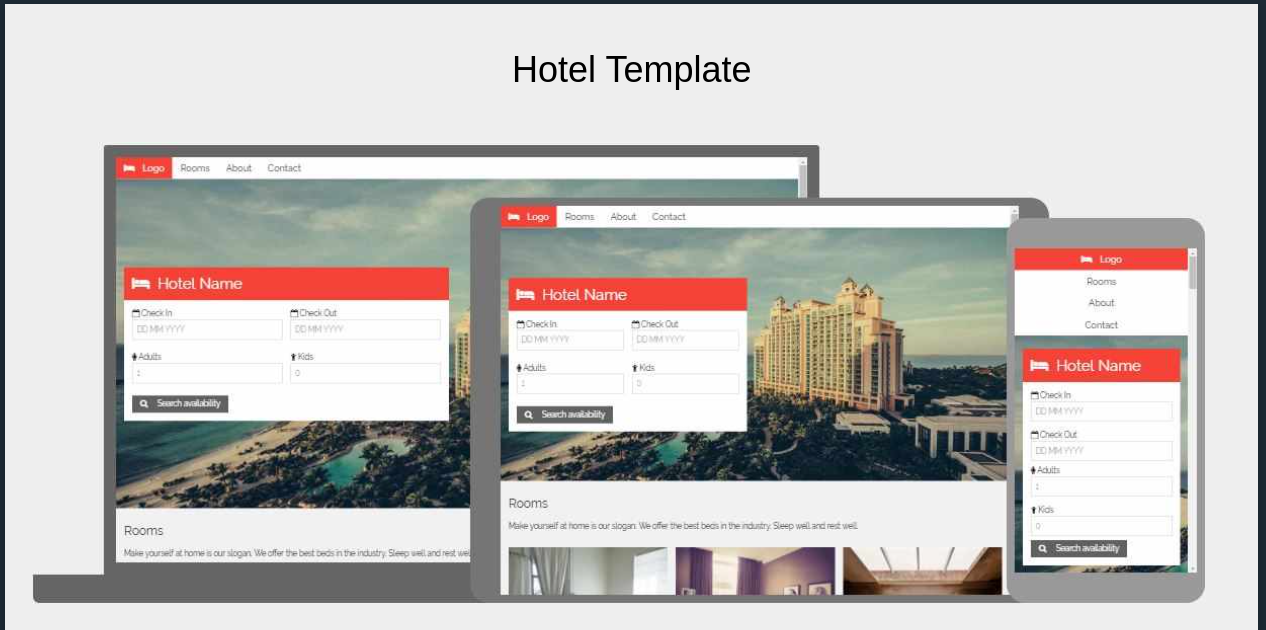 Hotel Template
Logo Rooms About Contact
Hotel Name
Check In Check Out
DD MM YYYY DD MM YYYY
Adults Kids
1 0
Search availability
Rooms
Make yourself at home is our slogan. We offer the best beds in the industry. Sleep well and rest well
Logo Rooms About Contact
Hotel Name
Check In Check Out
DD MM YYYY DD MM YYYY
Adults Kids
1 0
Search availability
Rooms
Make yourself at home is our slogan. We offer the best beds in the industry. Sleep well and rest well.
Logo
Rooms
About
Contact
Hotel Name
Check In
DD MM YYYY
Check Out
DD MM YYYY
Adults
1
Kids
0
Search availability